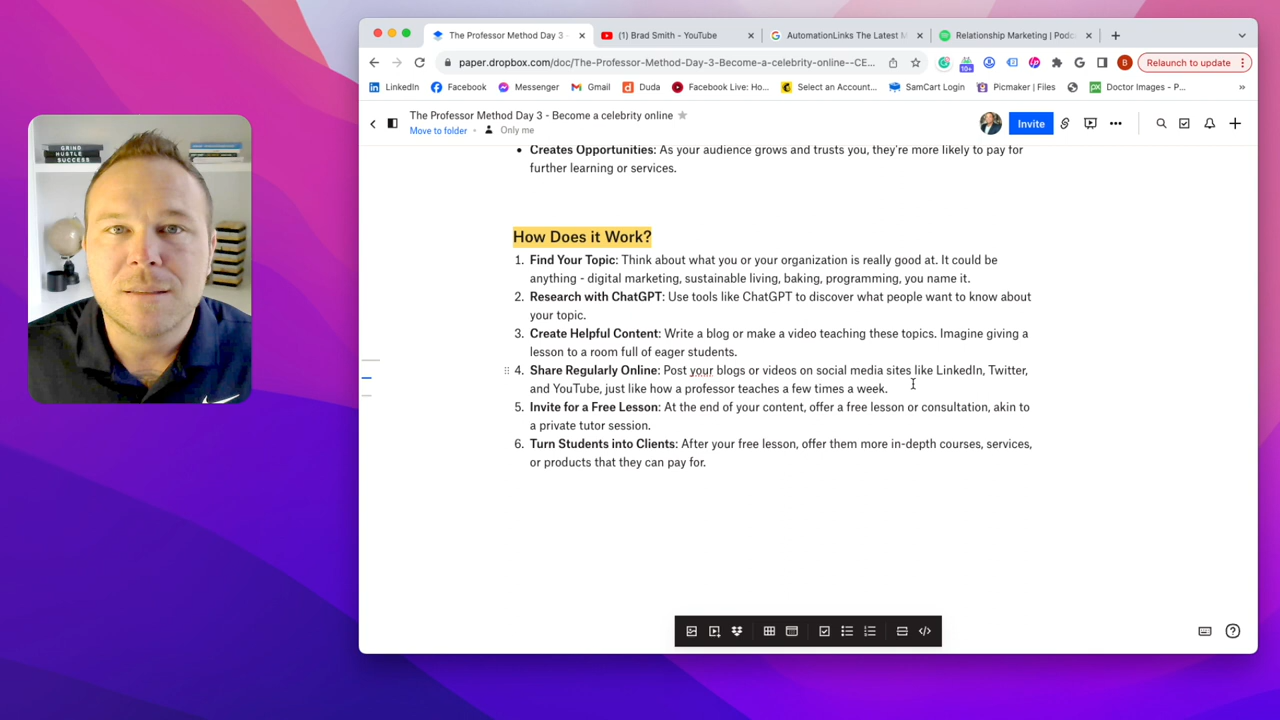 GRIND
HUSTLE
SUCCESS
The Professor Method Day 3 -
(1) Brad Smith - YouTube
AutomationLinks The Latest M
Relationship Marketing | Podc
paper.dropbox.com/doc/The-Professor-Method-Day-3-Become-a-celebrity-online--CE...
10+
B
Relaunch to update
LinkedIn
Facebook
Messenger
Gmail
Duda
Facebook Live: Ho...
Select an Account...
SamCart Login
Picmaker | Files
Doctor Images - P...
»
The Professor Method Day 3 - Become a celebrity online
Move to folder
Only me
Invite
• Creates Opportunities: As your audience grows and trusts you, they're more likely to pay for
further learning or services.
How Does it Work?
1. Find Your Topic: Think about what you or your organization is really good at. It could be
anything - digital marketing, sustainable living, baking, programming, you name it.
2. Research with ChatGPT: Use tools like ChatGPT to discover what people want to know about
your topic.
3. Create Helpful Content: Write a blog or make a video teaching these topics. Imagine giving a
lesson to a room full of eager students.
4. Share Regularly Online: Post your blogs or videos on social media sites like LinkedIn, Twitter,
and YouTube, just like how a professor teaches a few times a week.
5. Invite for a Free Lesson: At the end of your content, offer a free lesson or consultation, akin to
a private tutor session.
6. Turn Students into Clients: After your free lesson, offer them more in-depth courses, services,
or products that they can pay for.